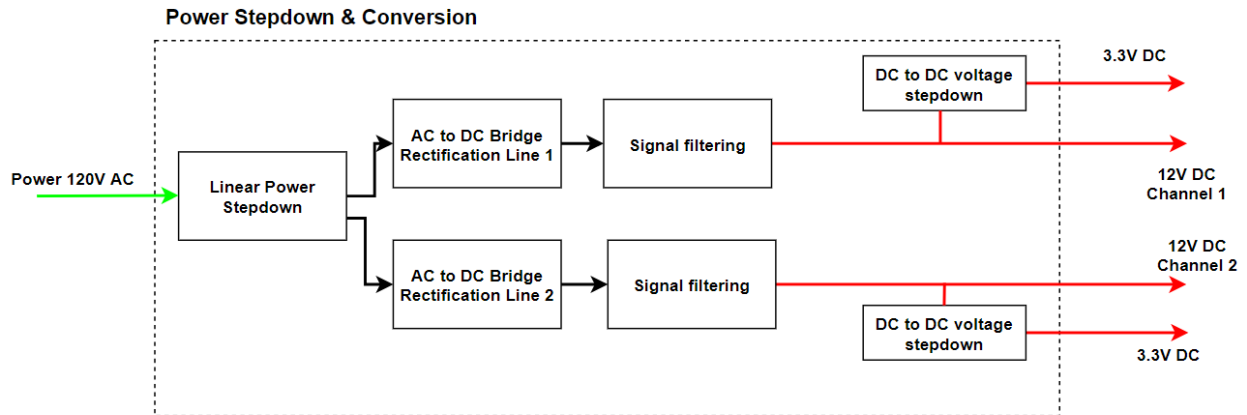 Power Stepdown & Conversion
DC to DC voltage
stepdown
3.3V DC
AC to DC Bridge
Rectification Line 1
Signal filtering
Power 120V AC
Linear Power
Stepdown
12V DC
Channel 1
AC to DC Bridge
Rectification Line 2
Signal filtering
12V DC
Channel 2
DC to DC voltage
stepdown
3.3V DC